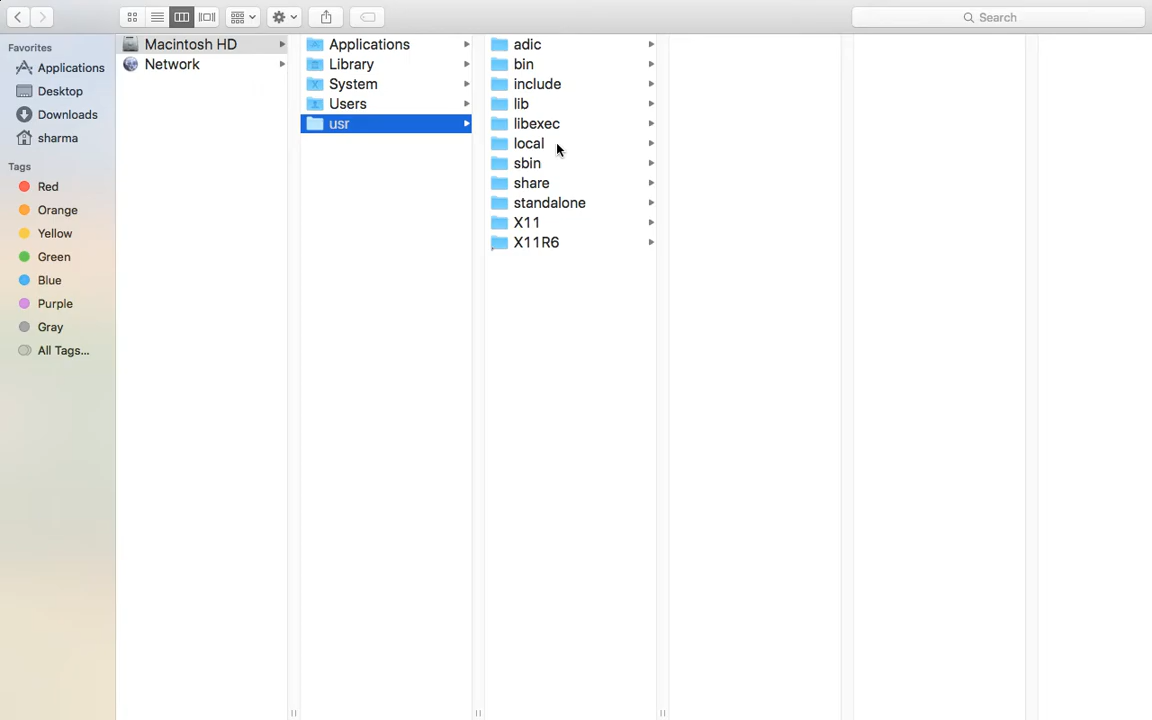 Search
Favorites
Applications
Desktop
Downloads
sharma
Tags
Red
Orange
Yellow
Green
Blue
Purple
Gray
All Tags...
Macintosh HD
Network
Applications
Library
System
Users
usr
adic
bin
include
lib
libexec
local
sbin
share
standalone
X11
X11R6